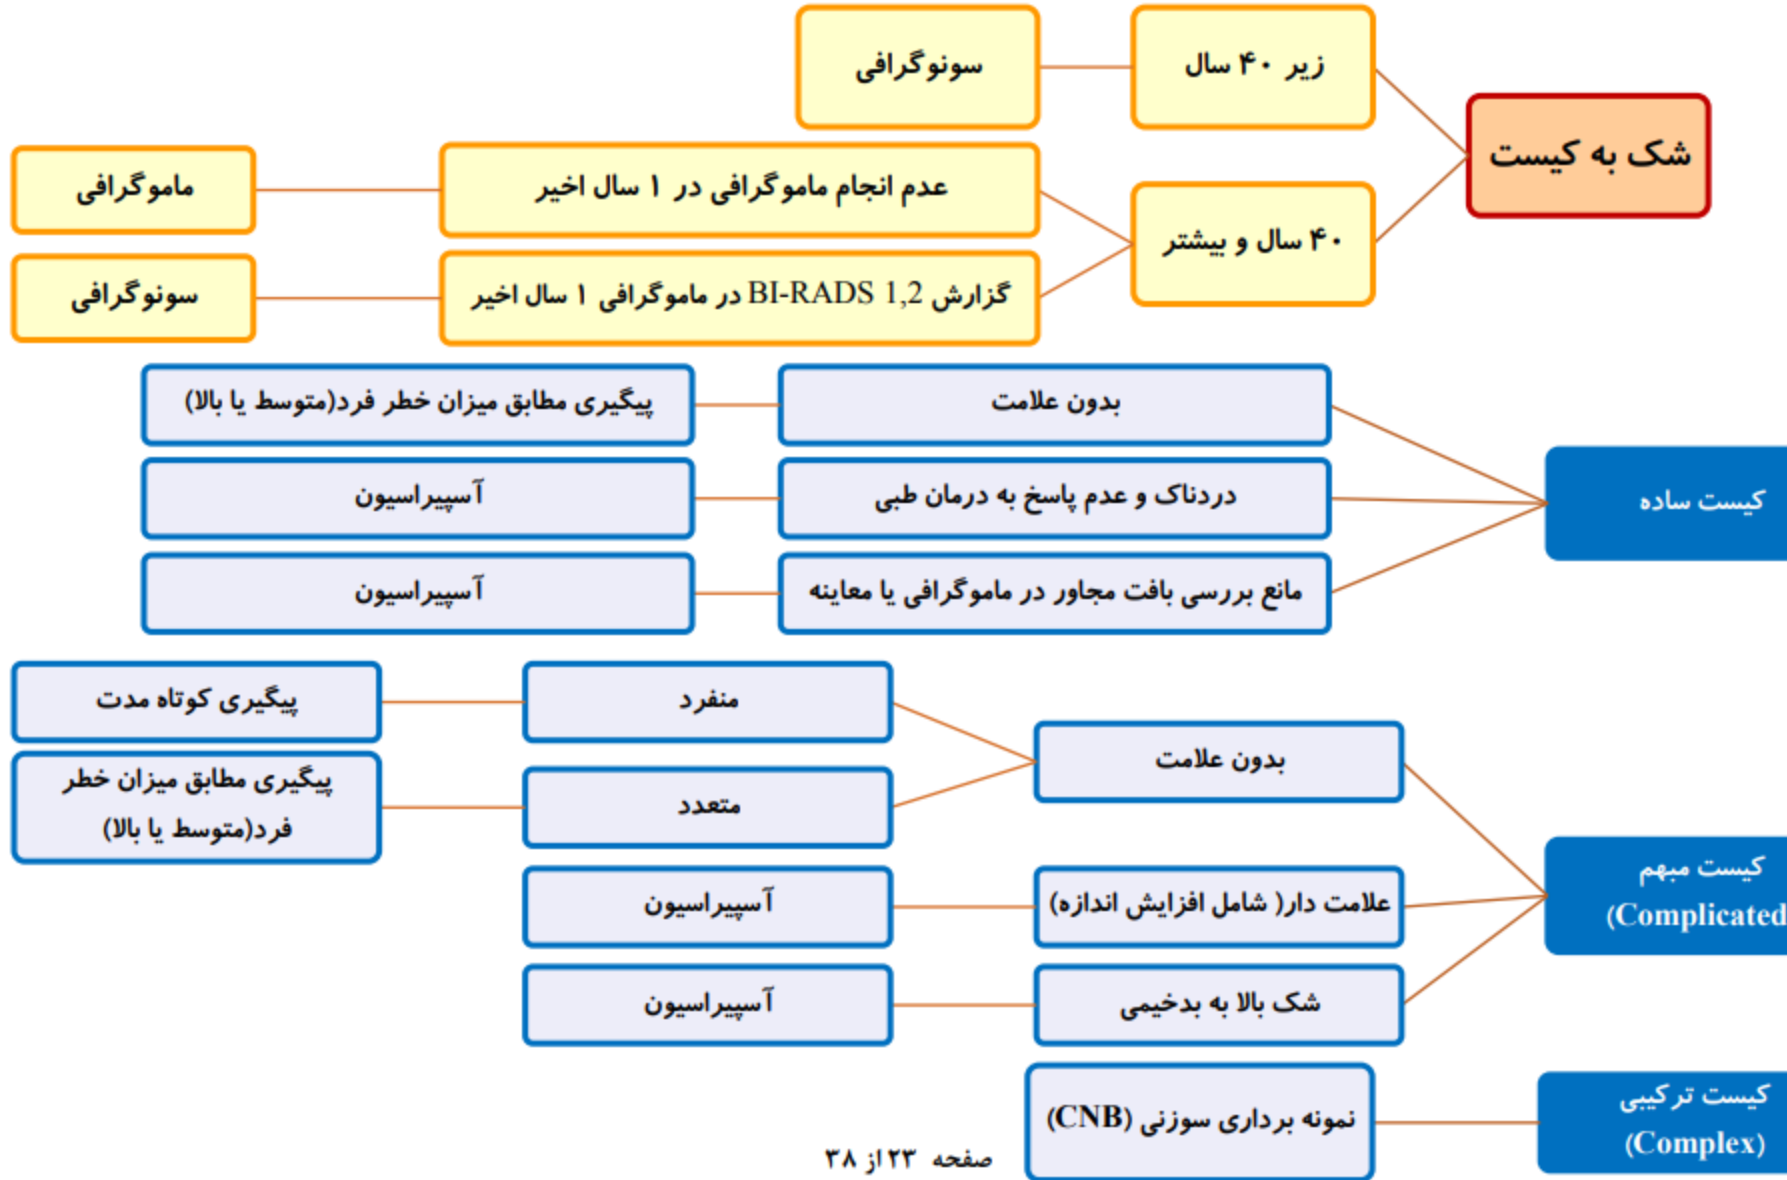 شک به کیست
زیر ۴۰ سال
سونوگرافی
۴۰ سال و بیشتر
عدم انجام ماموگرافی در ۱ سال اخیر
ماموگرافی
گزارش BI-RADS 1,2 در ماموگرافی ۱ سال اخیر
سونوگرافی
کیست ساده
بدون علامت
پیگیری مطابق میزان خطر فرد(متوسط یا بالا)
دردناک و عدم پاسخ به درمان طبی
آسپیراسیون
مانع بررسی بافت مجاور در ماموگرافی یا معاینه
آسپیراسیون
کیست مبهم
(Complicated
بدون علامت
منفرد
پیگیری کوتاه مدت
متعدد
پیگیری مطابق میزان خطر
فرد(متوسط یا بالا)
علامت دار( شامل افزایش اندازه)
آسپیراسیون
شک بالا به بدخیمی
آسپیراسیون
کیست ترکیبی
(Complex)
نمونه برداری سوزنی (CNB)
صفحه ۲۳ از ۳۸